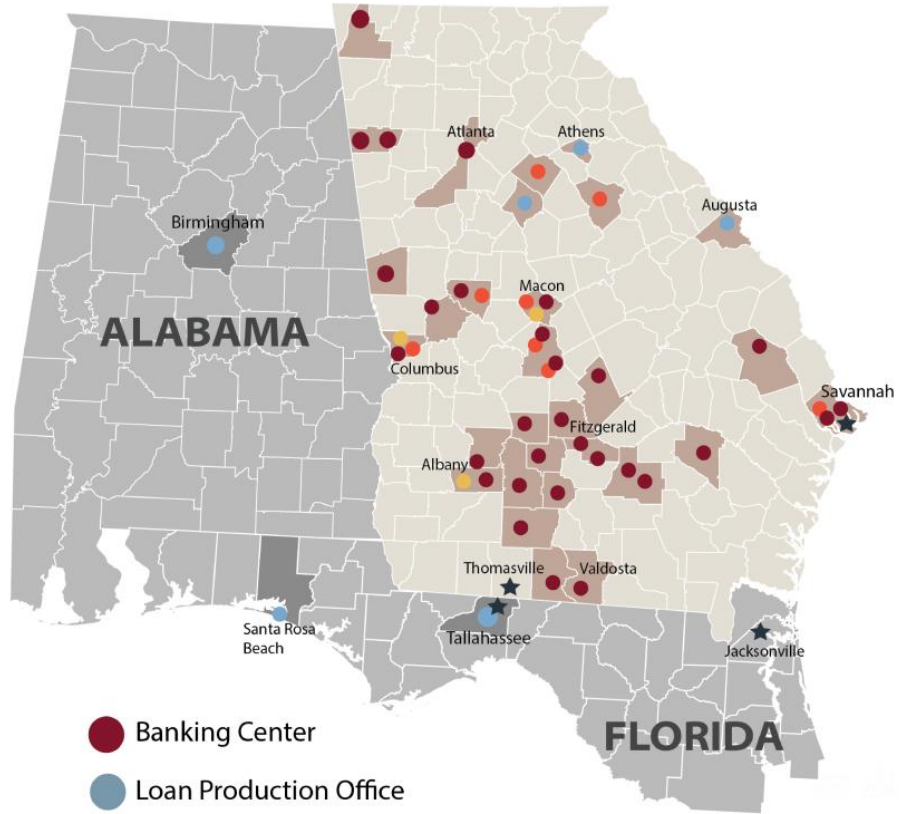 Atlanta
Athens
Augusta
Birmingham
Macon
ALABAMA
Columbus
Savannah
Fitzgerald
Albany
Thomasville
Valdosta
Santa Rosa
Beach
Tallahassee
Jacksonville
FLORIDA
Banking Center
Loan Production Office